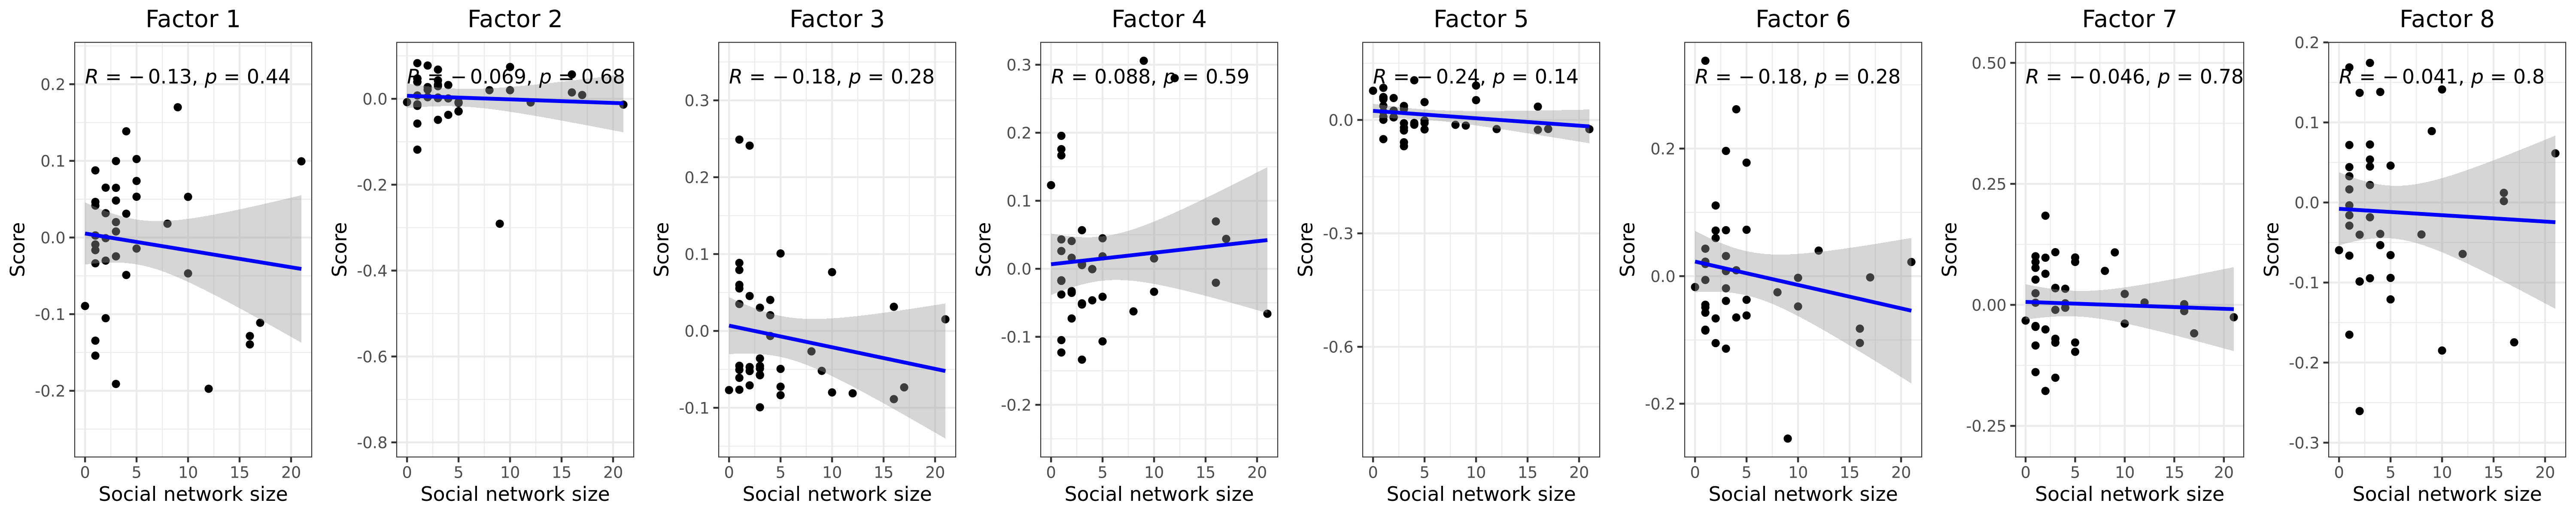 Factor 1
R = −0.13, p = 0.44
Score
0.2
0.1
0.0
-0.1
-0.2
0 5 10 15 20
Social network size
Factor 2
R = −0.069, p = 0.68
Score
0.0
-0.2
-0.4
-0.6
-0.8
0 5 10 15 20
Social network size
Factor 3
R = −0.18, p = 0.28
Score
0.3
0.2
0.1
0.0
-0.1
0 5 10 15 20
Social network size
Factor 4
R = 0.088, p = 0.59
Score
0.3
0.2
0.1
0.0
-0.1
-0.2
0 5 10 15 20
Social network size
Factor 5
R = −0.24, p = 0.14
Score
0.0
-0.3
-0.6
0 5 10 15 20
Social network size
Factor 6
R = −0.18, p = 0.28
Score
0.2
0.0
-0.2
0 5 10 15 20
Social network size
Factor 7
R = −0.046, p = 0.78
Score
0.50
0.25
0.00
-0.25
0 5 10 15 20
Social network size
Factor 8
R = −0.041, p = 0.8
Score
0.2
0.1
0.0
-0.1
-0.2
-0.3
0 5 10 15 20
Social network size